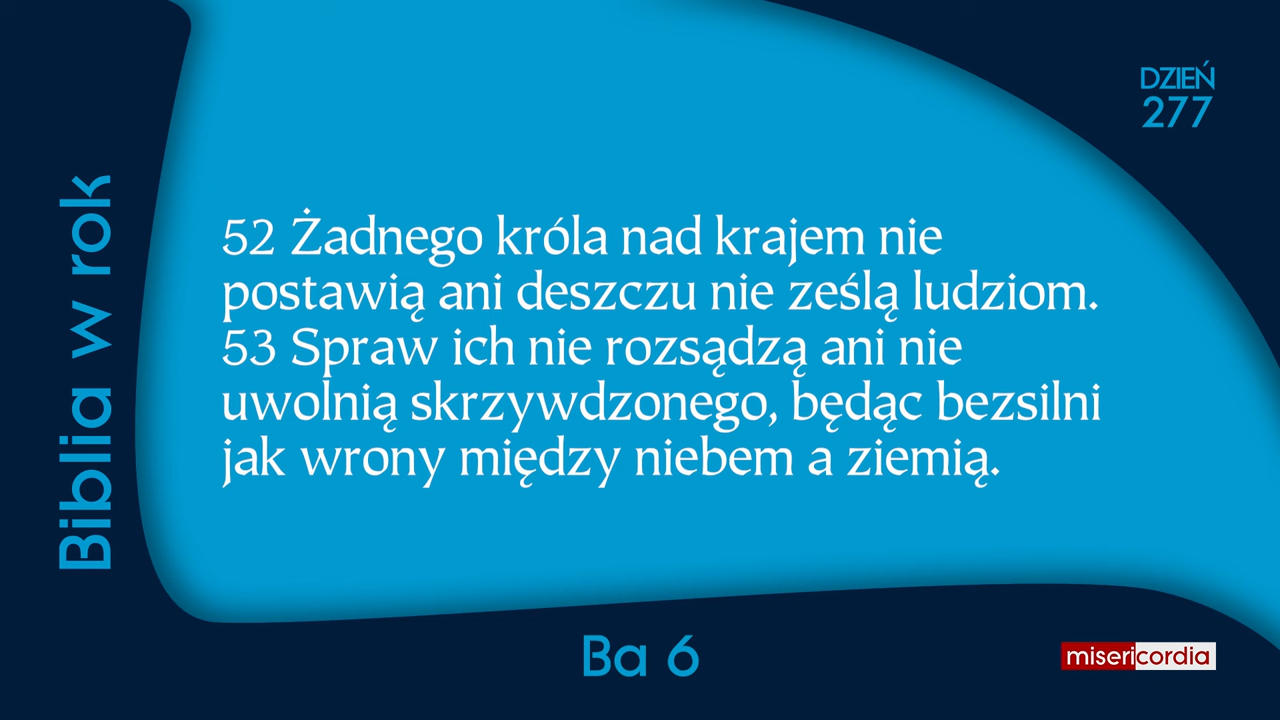 DZIEŃ
277
Biblia w rok
52 Żadnego króla nad krajem nie
postawią ani deszczu nie ześlą ludziom.
53 Spraw ich nie rozsądzą ani nie
uwolnią skrzywdzonego, będąc bezsilni
jak wrony między niebem a ziemią.
Ba 6
misericordia